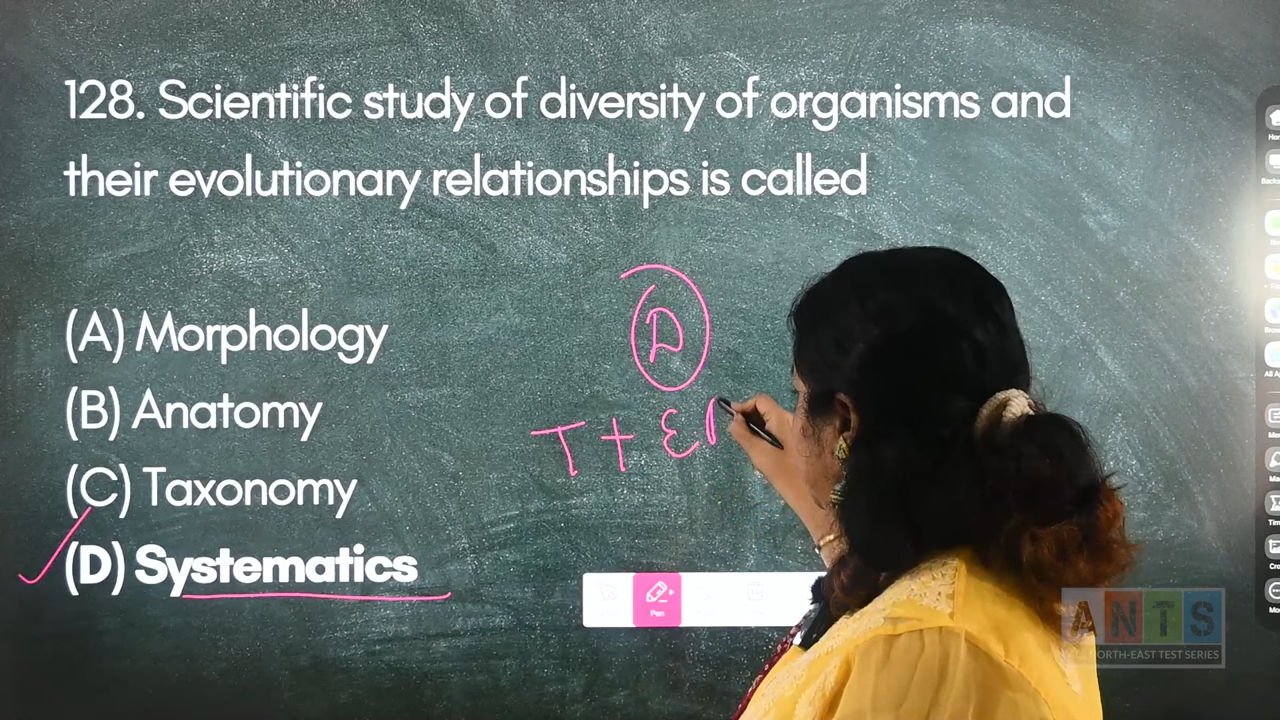 128. Scientific study of diversity of organisms and
their evolutionary relationships is called
(A) Morphology
(B) Anatomy
(C) Taxonomy
(D) Systematics
D
T + E
Pen
ANTS
NORTH-EAST TEST SERIES